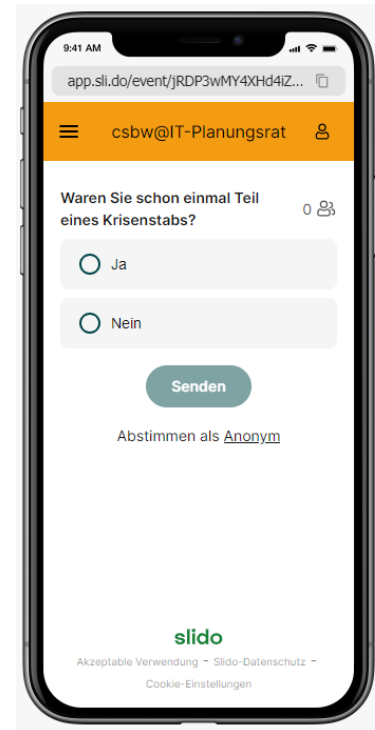 9:41 AM
app.sli.do/event/jRDP3wMY4XHd4iZ...
csbw@IT-Planungsrat
Waren Sie schon einmal Teil
eines Krisenstabs?
0
Ja
Nein
Senden
Abstimmen als Anonym
slido
Akzeptable Verwendung - Slido-Datenschutz -
Cookie-Einstellungen